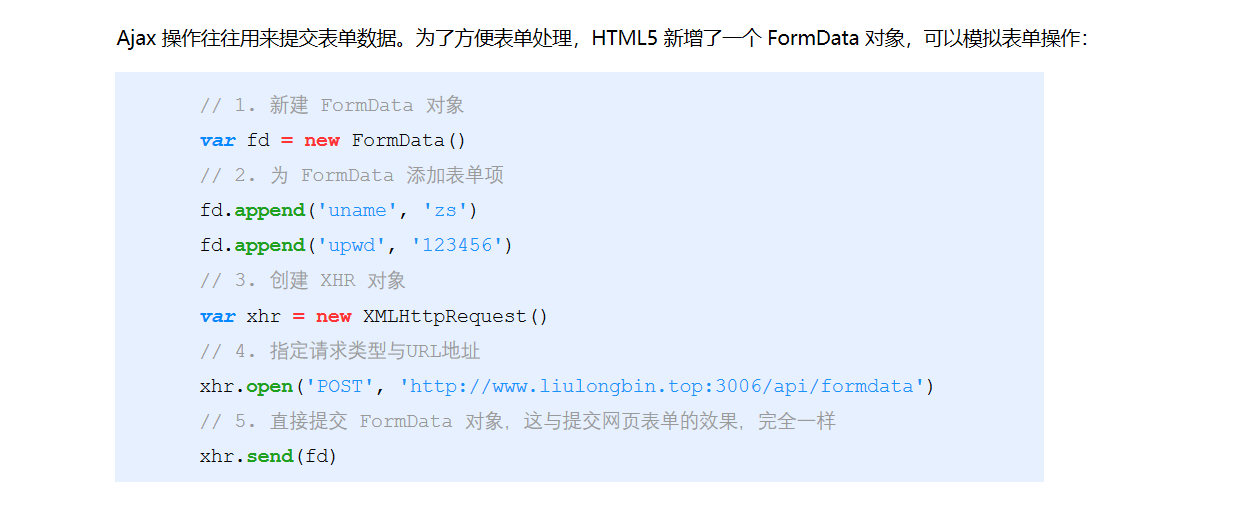 Ajax 操作往往用来提交表单数据。为了方便表单处理，HTML5 新增了一个 FormData 对象，可以模拟表单操作：
// 1. 新建 FormData 对象
var fd = new FormData()
// 2. 为 FormData 添加表单项
fd.append('uname', 'zs')
fd.append('upwd', '123456')
// 3. 创建 XHR 对象
var xhr = new XMLHttpRequest()
// 4. 指定请求类型与URL地址
xhr.open('POST', 'http://www.liulongbin.top:3006/api/formdata')
// 5. 直接提交 FormData 对象，这与提交网页表单的效果，完全一样
xhr.send(fd)